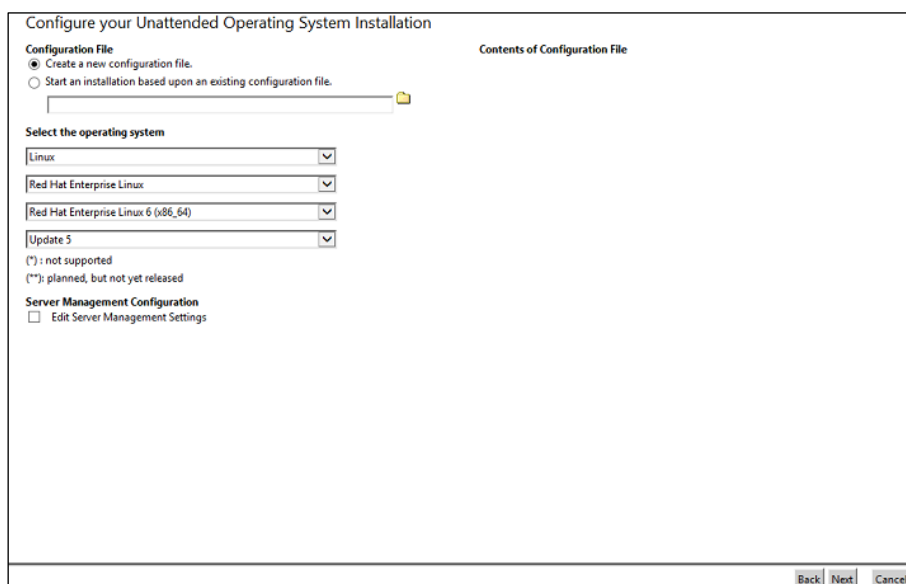 Configure your Unattended Operating System Installation
Configuration File
Contents of Configuration File
Create a new configuration file.
Start an installation based upon an existing configuration file.
Select the operating system
Linux
Red Hat Enterprise Linux
Red Hat Enterprise Linux 6 (x86_64)
Update 5
(*) : not supported
(**): planned, but not yet released
Server Management Configuration
Edit Server Management Settings
Back Next Cancel